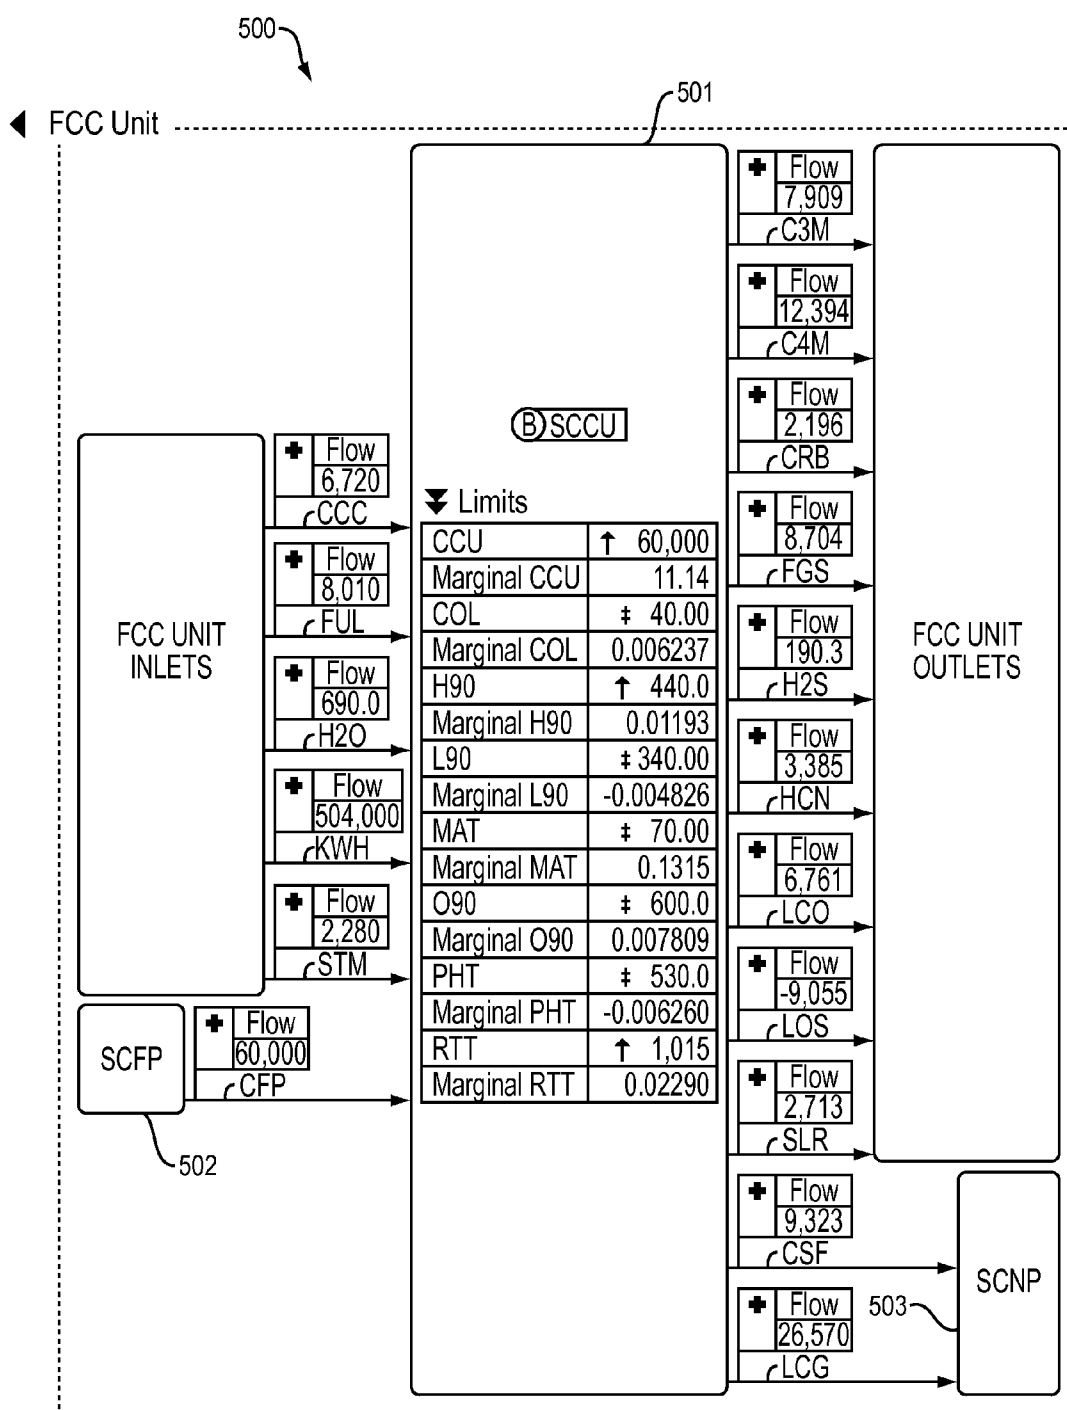 500
501
FCC Unit
FCC UNIT
INLETS
Flow
6,720
CCC
Flow
8,010
FUL
Flow
690.0
H2O
Flow
504,000
KWH
Flow
2,280
STM
SCFP
502
Flow
60,000
CFP
B SCCU
Limits
CCU ↑ 60,000
Marginal CCU 11.14
COL ‡ 40.00
Marginal COL 0.006237
H90 ↑ 440.0
Marginal H90 0.01193
L90 ‡ 340.00
Marginal L90 -0.004826
MAT ‡ 70.00
Marginal MAT 0.1315
O90 ‡ 600.0
Marginal O90 0.007809
PHT ‡ 530.0
Marginal PHT -0.006260
RTT ↑ 1,015
Marginal RTT 0.02290
Flow
7,909
C3M
Flow
12,394
C4M
Flow
2,196
CRB
Flow
8,704
FGS
Flow
190.3
H2S
Flow
3,385
HCN
Flow
6,761
LCO
Flow
-9,055
LOS
Flow
2,713
SLR
Flow
9,323
CSF
Flow
26,570
LCG
FCC UNIT
OUTLETS
SCNP
503